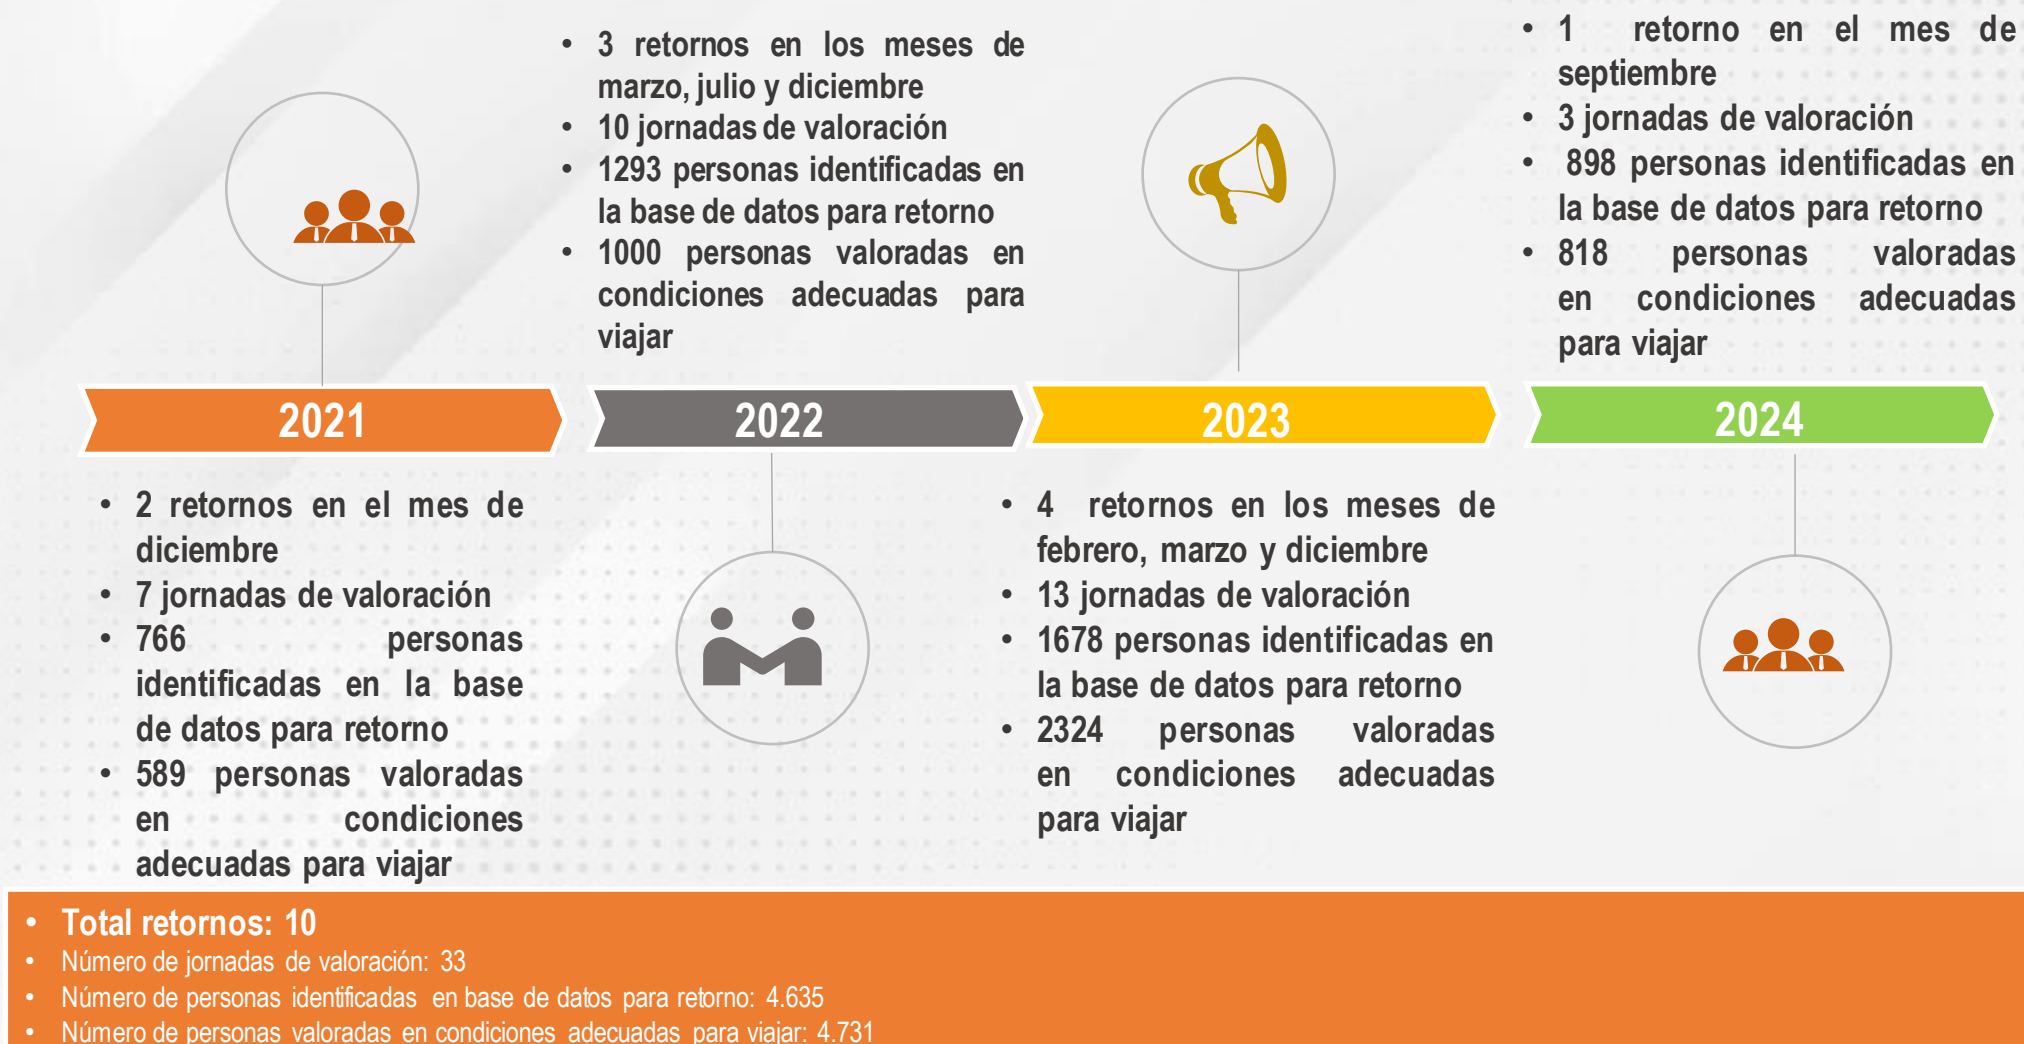 2021
• 2 retornos en el mes de
diciembre
• 7 jornadas de valoración
• 766 personas
identificadas en la base
de datos para retorno
• 589 personas valoradas
en condiciones
adecuadas para viajar
• 3 retornos en los meses de
marzo, julio y diciembre
• 10 jornadas de valoración
• 1293 personas identificadas en
la base de datos para retorno
• 1000 personas valoradas en
condiciones adecuadas para
viajar
2022
2023
• 4 retornos en los meses de
febrero, marzo y diciembre
• 13 jornadas de valoración
• 1678 personas identificadas en
la base de datos para retorno
• 2324 personas valoradas
en condiciones adecuadas
para viajar
• 1 retorno en el mes de
septiembre
• 3 jornadas de valoración
• 898 personas identificadas en
la base de datos para retorno
• 818 personas valoradas
en condiciones adecuadas
para viajar
2024
• Total retornos: 10
• Número de jornadas de valoración: 33
• Número de personas identificadas en base de datos para retorno: 4.635
• Número de personas valoradas en condiciones adecuadas para viajar: 4.731